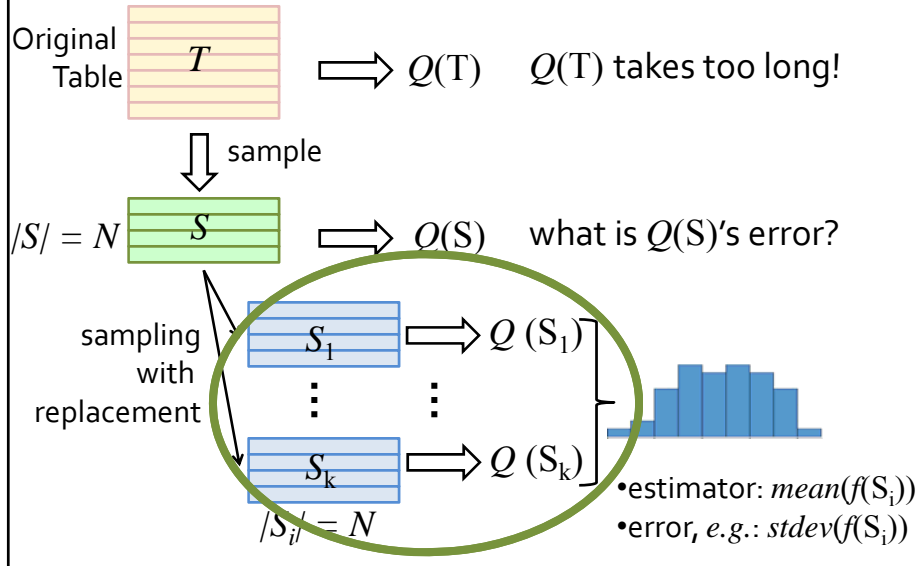 Original
Table
T
Q(T)
Q(T) takes too long!
sample
|S| = N
S
Q(S)
what is Q(S)'s error?
sampling
with
replacement
S1
Q (S1)
⋮
⋮
Sk
Q (Sk)
|Si| = N
•estimator: mean(f(Si))
•error, e.g.: stdev(f(Si))